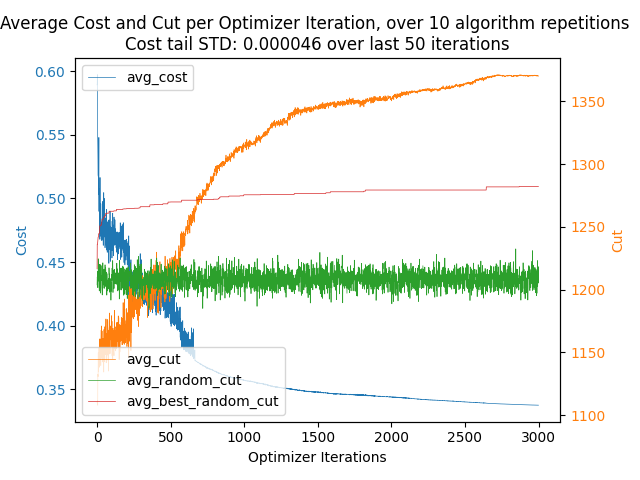 Average Cost and Cut per Optimizer Iteration, over 10 algorithm repetitions
Cost tail STD: 0.000046 over last 50 iterations
avg_cost
0.60
0.55
0.50
0.45
0.40
0.35
Cost
1350
1300
1250
1200
1150
1100
Cut
avg_cut
avg_random_cut
avg_best_random_cut
0 500 1000 1500 2000 2500 3000
Optimizer Iterations